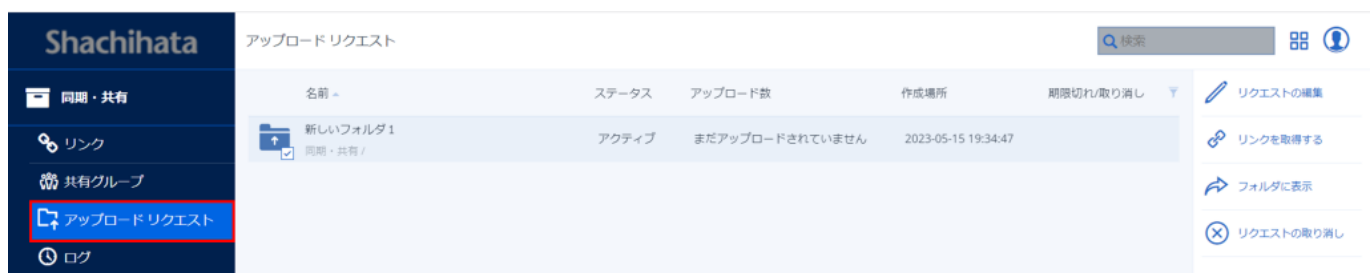 Shachihata
アップロードリクエスト
検索
同期・共有
リンク
共有グループ
アップロードリクエスト
ログ
名前 ステータス アップロード数 作成場所 期限切れ/取り消し
新しいフォルダ1 アクティブ まだアップロードされていません 2023-05-15 19:34:47
同期・共有 /
リクエストの編集
リンクを取得する
フォルダに表示
リクエストの取り消し